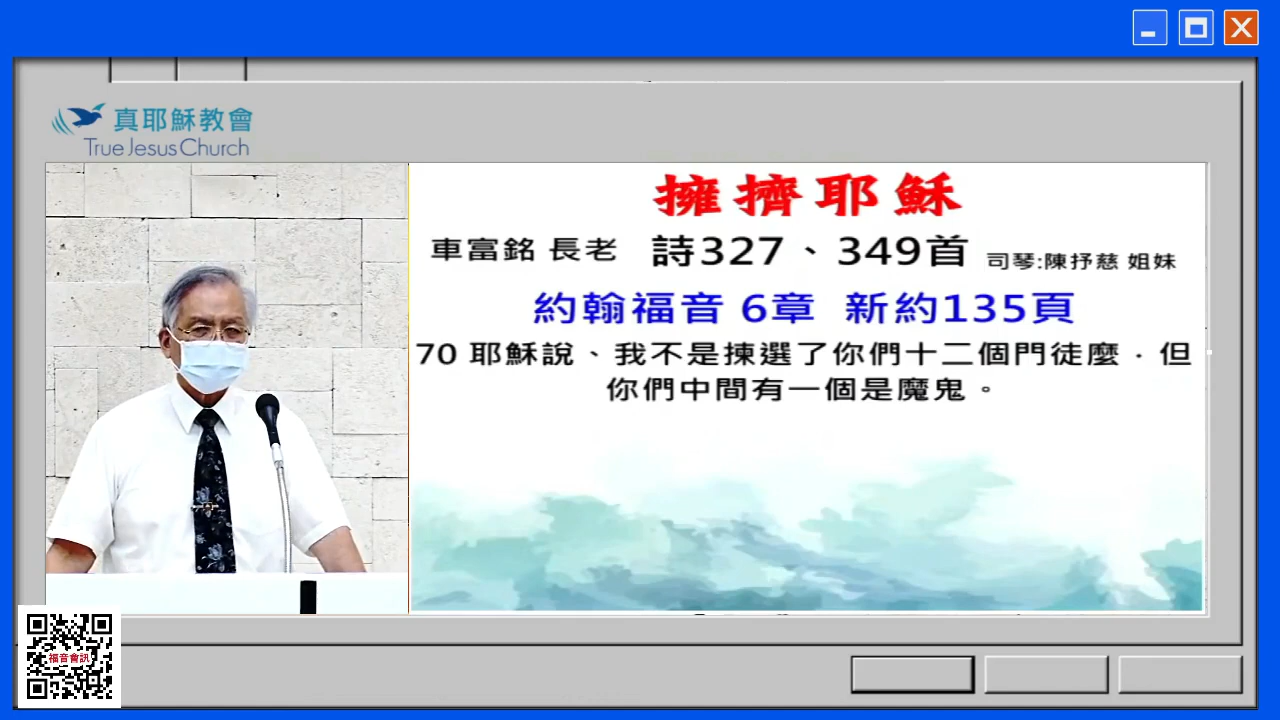 真耶穌教會
True Jesus Church
擁擠耶穌
車富銘 長老 詩327、349首 司琴:陳抒慈 姐妹
約翰福音 6章 新約135頁
70 耶穌說、我不是揀選了你們十二個門徒麼．但
你們中間有一個是魔鬼。
福音會訊